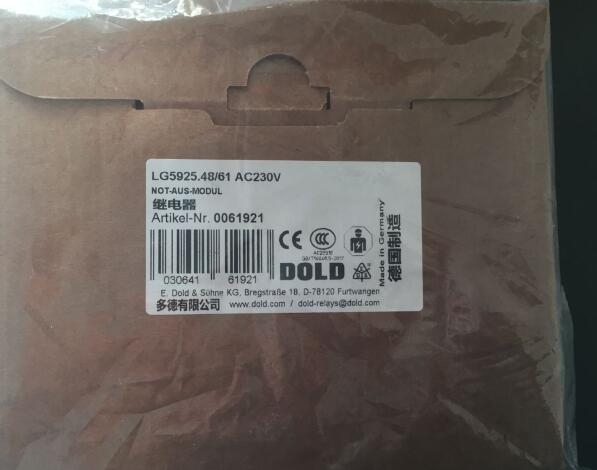 LG5925.48/61 AC230V
NOT-AUS-MODUL
继电器
Artikel-Nr. 0061921
030641 61921
CE
CCC
DOLD
Made in Germany
德国制造
E. Dold & Söhne KG, Bregstraße 18, D-78120 Furtwangen
多德有限公司 www.dold.com / dold-relays@dold.com